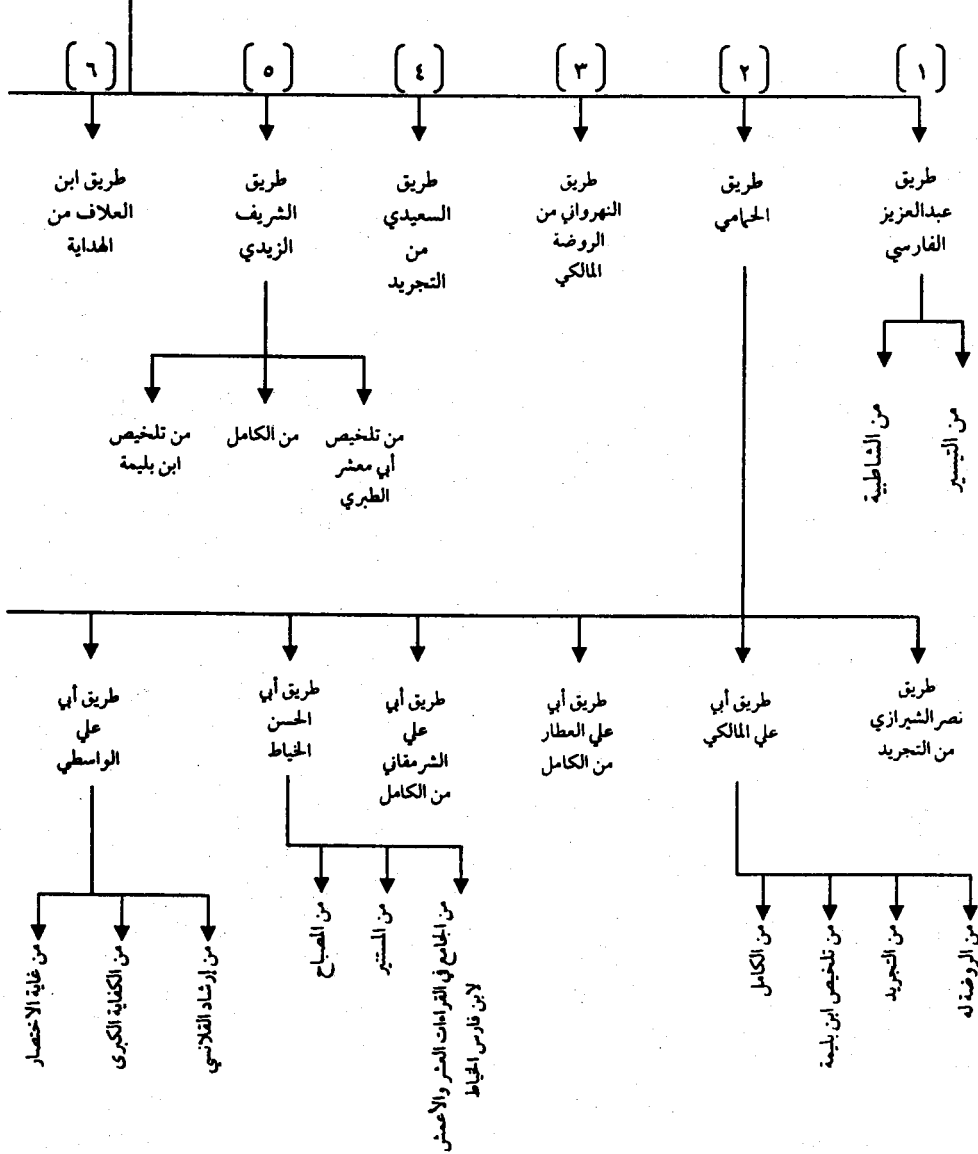 (١)
(٢)
(٣)
(٤)
(٥)
(٦)
طريق
عبدالعزيز
الفارسي
طريق
الحمامي
طريق
النهرواني من
الروضة
المالكي
طريق
السعيدي
من
التجريد
طريق
الشريف
الزيدي
طريق ابن
العلاف من
الهداية
من التيسير
من الشاطبية
من تلخيص
أبي معشر
الطبري
من الكامل
من تلخيص
ابن بليمة
طريق
نصر الشيرازي
من التجريد
طريق أبي
علي المالكي
طريق أبي
علي العطار
من الكامل
طريق أبي
علي
الشرمقاني
من الكامل
طريق أبي
الحسن
الخياط
طريق أبي
علي
الواسطي
من الروضة له
من التجريد
من تلخيص ابن بليمة
من الكامل
من الجامع في القراءات العشر والأعمش
لابن فارس الخياط
من المستنير
من المصباح
من إرشاد القلانسي
من الكفاية الكبرى
من غاية الاختصار